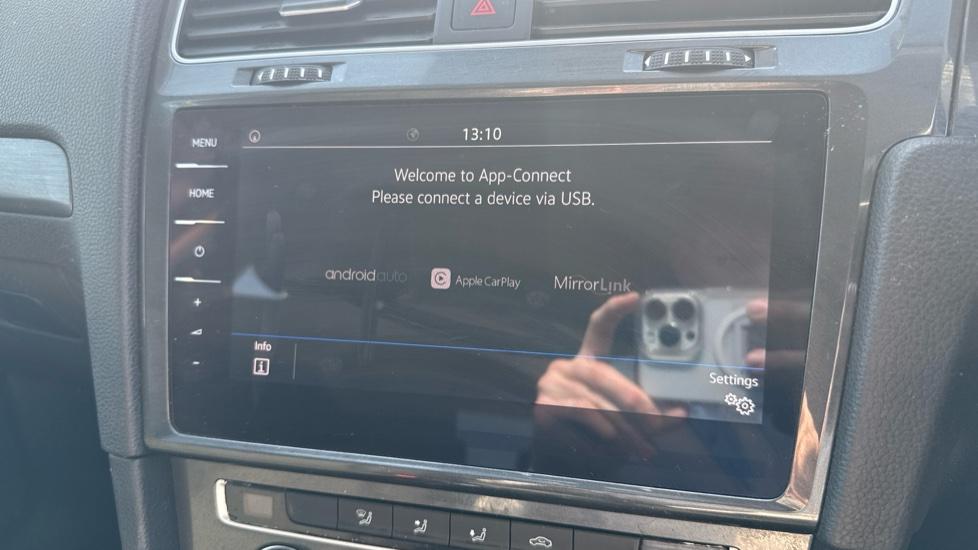 MENU
13:10
HOME
Welcome to App-Connect
Please connect a device via USB.
androidauto
Apple CarPlay
MirrorLink
+
-
Info
i
Settings